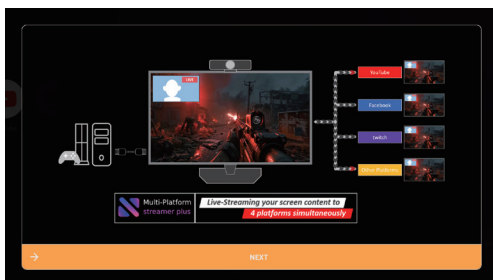 LIVE
YouTube
Facebook
twitch
Other Platforms
Multi-Platform
streamer plus
Live-Streaming your screen content to
4 platforms simultaneously
NEXT